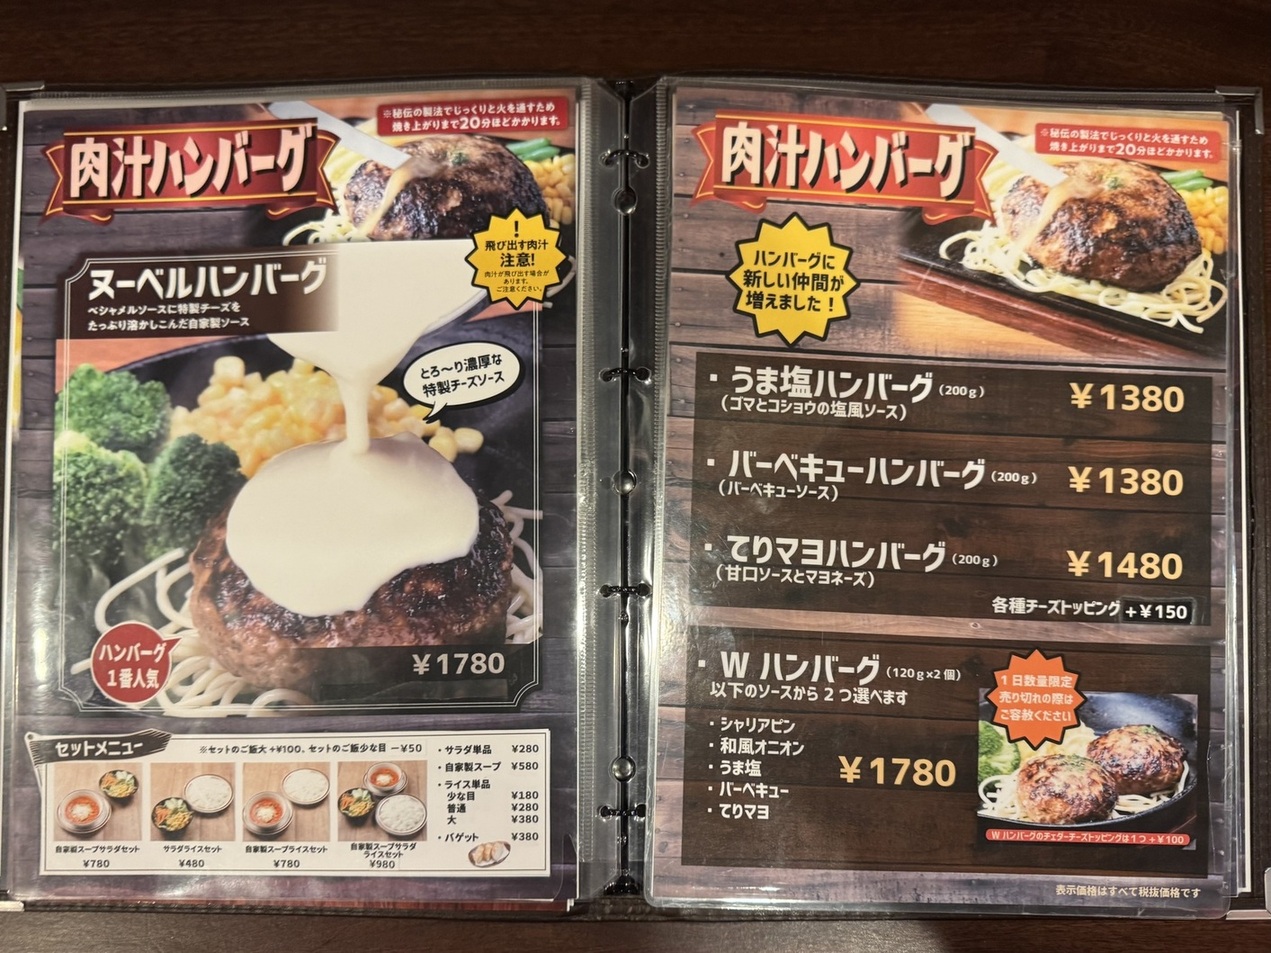 ※秘伝の製法でじっくりと火を通すため
焼き上がりまで20分ほどかかります。
肉汁ハンバーグ
！
飛び出す肉汁
注意!
肉汁が飛び出す場合が
あります。
ご注意ください。
ヌーベルハンバーグ
ベシャメルソースに特製チーズを
たっぷり溶かしこんだ自家製ソース
とろ～り濃厚な
特製チーズソース
ハンバーグ
1番人気
¥1780
セットメニュー
※セットのご飯大+¥100、セットのご飯少な目 ー¥50
自家製スープサラダセット
¥780
サラダライスセット
¥480
自家製スープライスセット
¥780
自家製スープサラダ
ライスセット
¥980
・サラダ単品 ¥280
・自家製スープ ¥580
・ライス単品
少な目 ¥180
普通 ¥280
大 ¥380
・バゲット ¥380
※秘伝の製法でじっくりと火を通すため
焼き上がりまで20分ほどかかります。
肉汁ハンバーグ
ハンバーグに
新しい仲間が
増えました！
・うま塩ハンバーグ(200g) ¥1380
(ゴマとコショウの塩風ソース)
・バーベキューハンバーグ(200g) ¥1380
(バーベキューソース)
・てりマヨハンバーグ(200g) ¥1480
(甘口ソースとマヨネーズ)
各種チーズトッピング +¥150
・W ハンバーグ(120g×2個)
以下のソースから2つ選べます
・シャリアピン
・和風オニオン
・うま塩
・バーベキュー
・てりマヨ
¥1780
1日数量限定
売り切れの際は
ご容赦ください
W ハンバーグのチェダーチーズトッピングは1つ+¥100
表示価格はすべて税抜価格です